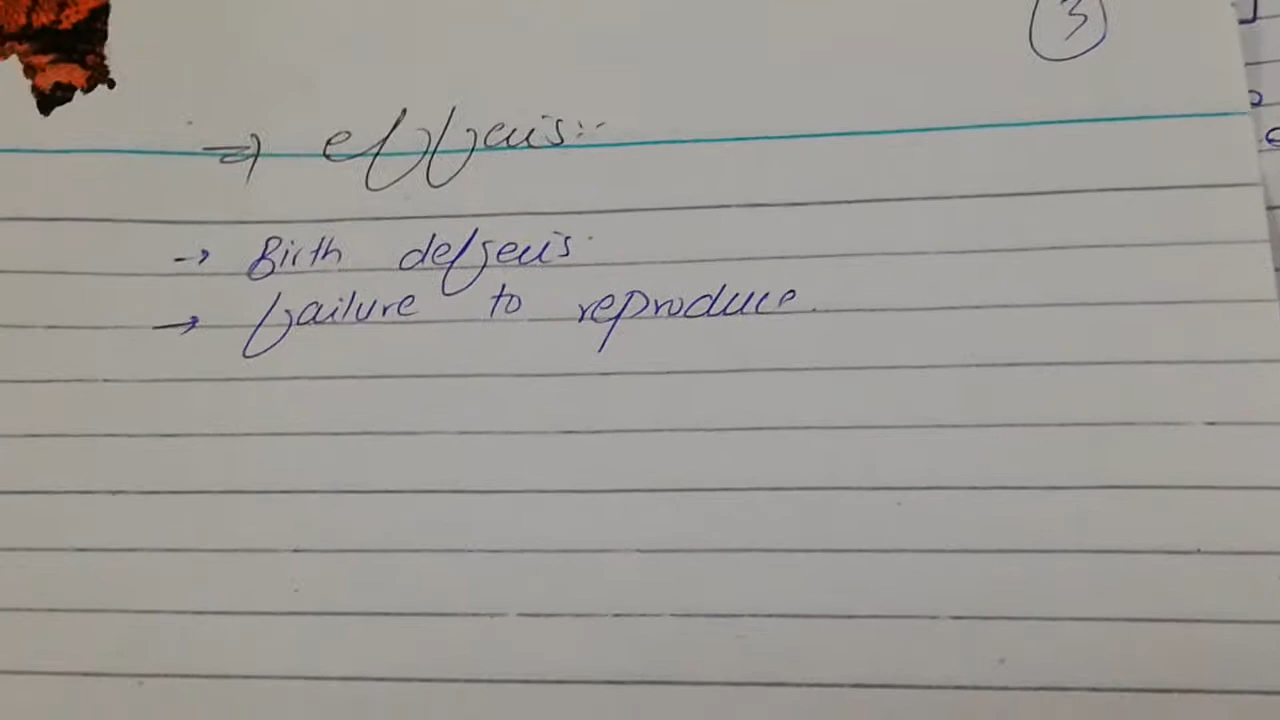 3
⇒ effects:-
→ Birth defects.
→ failure to reproduce.